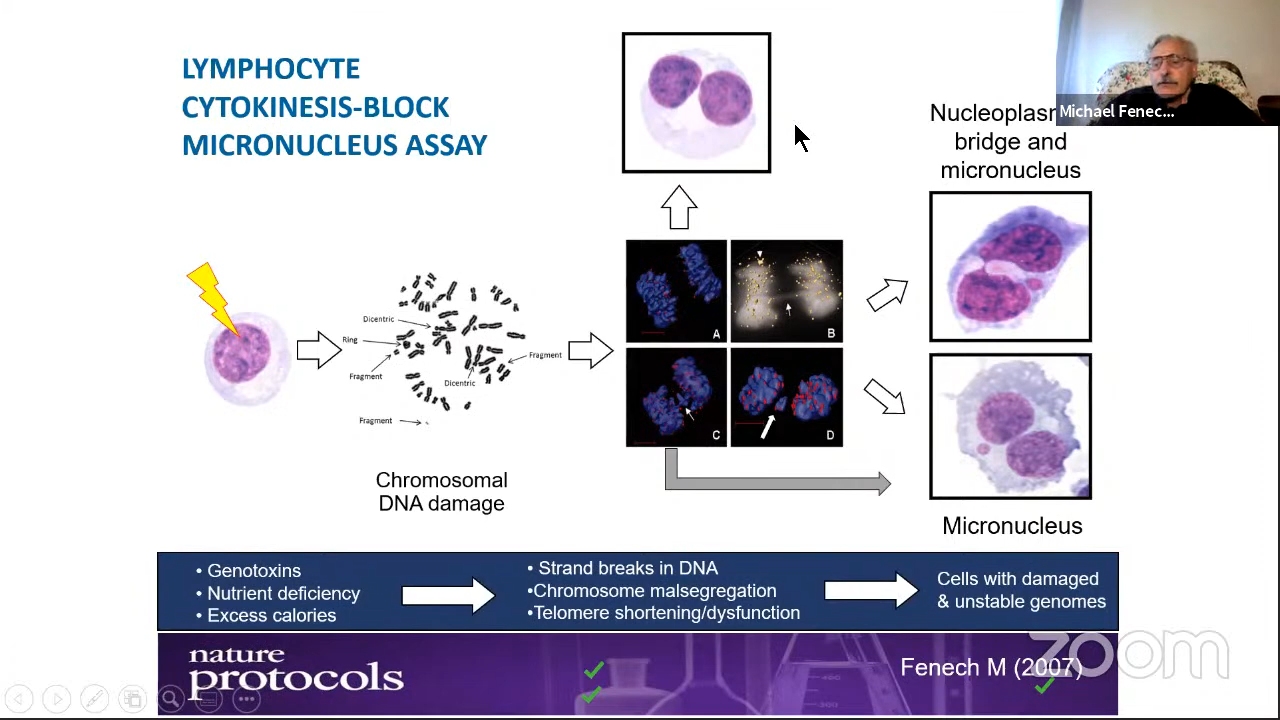 LYMPHOCYTE
CYTOKINESIS-BLOCK
MICRONUCLEUS ASSAY
Michael Fenec...
Nucleoplasm
bridge and
micronucleus
Dicentric
Ring
Fragment
Fragment
Dicentric
Fragment
A
B
C
D
Chromosomal
DNA damage
Micronucleus
• Genotoxins
• Nutrient deficiency
• Excess calories
• Strand breaks in DNA
•Chromosome malsegregation
•Telomere shortening/dysfunction
Cells with damaged
& unstable genomes
nature
protocols
Fenech M (2007)
zoom